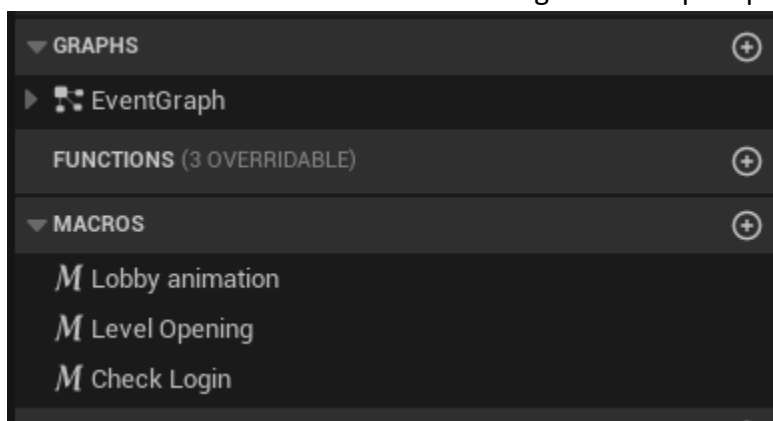 GRAPHS
EventGraph
FUNCTIONS (3 OVERRIDABLE)
MACROS
M Lobby animation
M Level Opening
M Check Login